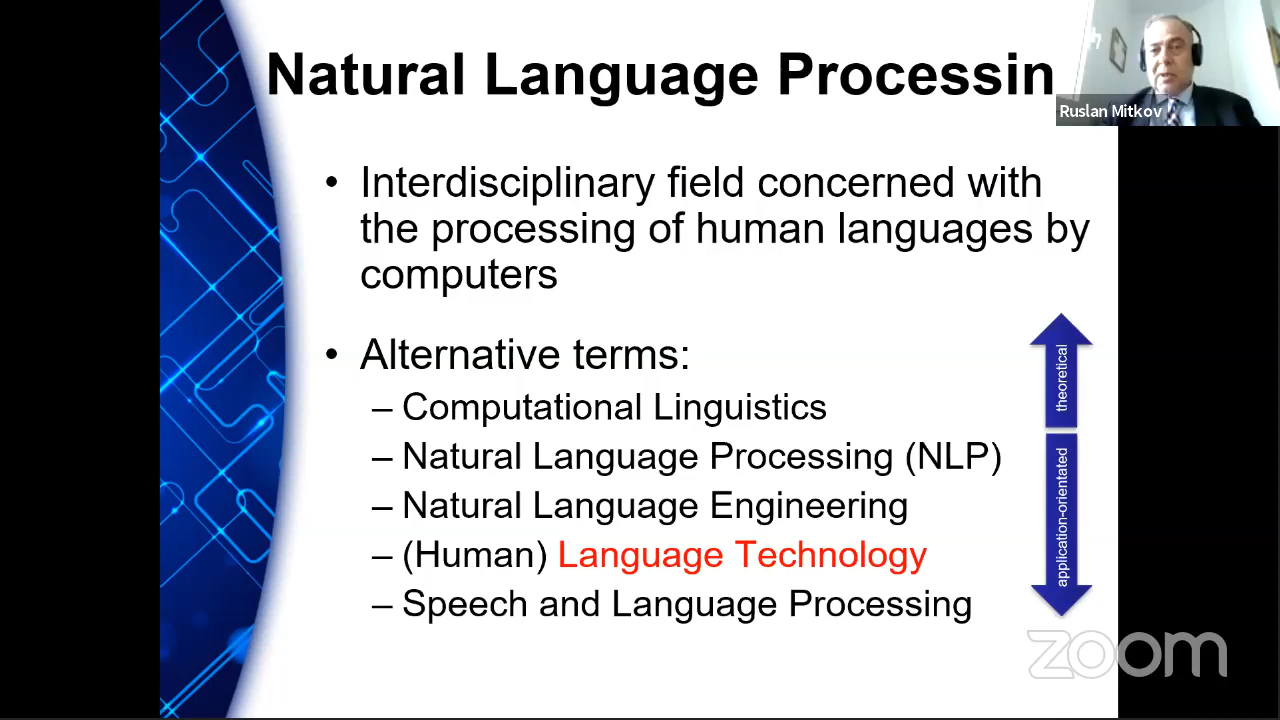 Natural Language Processin
Ruslan Mitkov
• Interdisciplinary field concerned with
the processing of human languages by
computers
• Alternative terms:
– Computational Linguistics
– Natural Language Processing (NLP)
– Natural Language Engineering
– (Human) Language Technology
– Speech and Language Processing
theoretical
application-orientated
zoom